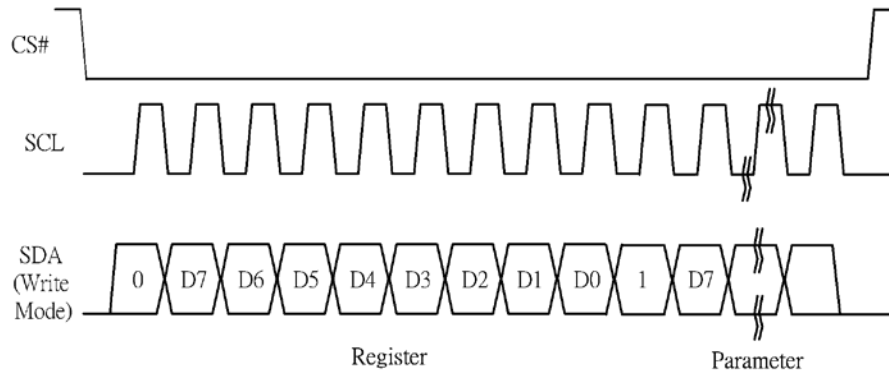 CS#
SCL
SDA
(Write
Mode)
0 D7 D6 D5 D4 D3 D2 D1 D0 1 D7
Register Parameter